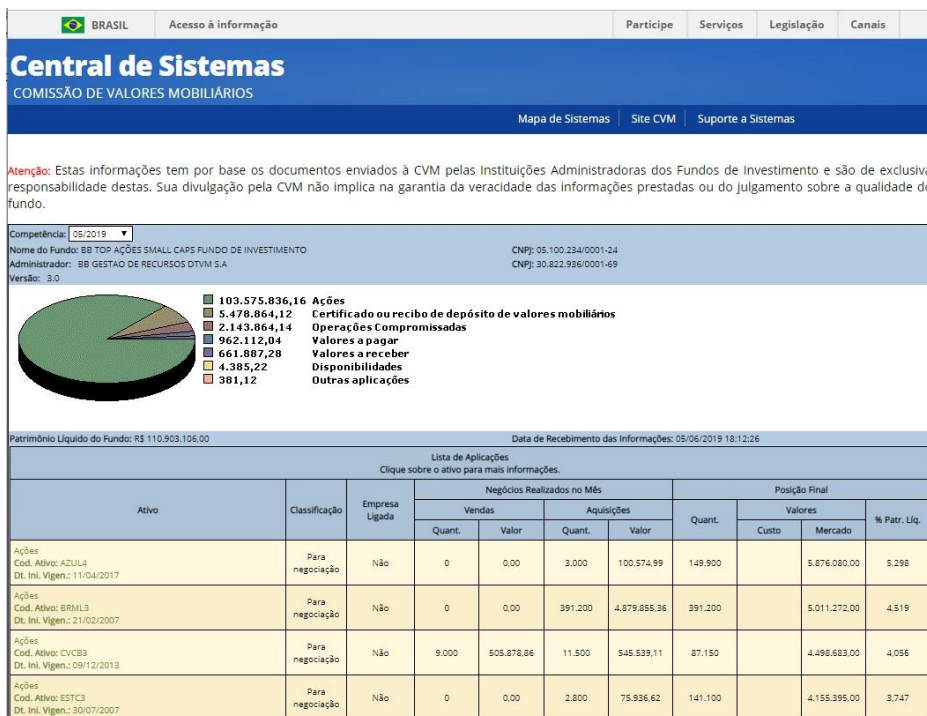 BRASIL Acesso à informação Participe Serviços Legislação Canais
Central de Sistemas
COMISSÃO DE VALORES MOBILIÁRIOS
Mapa de Sistemas Site CVM Suporte a Sistemas
Atenção: Estas informações tem por base os documentos enviados à CVM pelas Instituições Administradoras dos Fundos de Investimento e são de exclusiva
responsabilidade destas. Sua divulgação pela CVM não implica na garantia da veracidade das informações prestadas ou do julgamento sobre a qualidade do
fundo.
Competência: 05/2019
Nome do Fundo: BB TOP AÇÕES SMALL CAPS FUNDO DE INVESTIMENTO CNPJ: 05.100.234/0001-24
Administrador: BB GESTAO DE RECURSOS DTVM S.A CNPJ: 30.822.936/0001-69
Versão: 3.0
103.575.836,16 Ações
5.478.864,12 Certificado ou recibo de depósito de valores mobiliários
2.143.864,14 Operações Compromissadas
962.112,04 Valores a pagar
661.887,28 Valores a receber
4.385,22 Disponibilidades
381,12 Outras aplicações
Patrimônio Líquido do Fundo: R$ 110.903.106,00 Data de Recebimento das Informações: 05/06/2019 18:12:26
Lista de Aplicações
Clique sobre o ativo para mais informações.
Ativo Classificação Empresa Ligada Negócios Realizados no Mês Posição Final
Vendas Aquisições Quant. Valores % Patr. Líq.
Quant. Valor Quant. Valor Custo Mercado
Ações
Cod. Ativo: AZUL4 Para negociação Não 0 0,00 3.000 100.574,99 149.900 5.876.080,00 5,298
Dt. Ini. Vigen.: 11/04/2017
Ações
Cod. Ativo: BRML3 Para negociação Não 0 0,00 391.200 4.879.855,36 391.200 5.011.272,00 4,519
Dt. Ini. Vigen.: 21/02/2007
Ações
Cod. Ativo: CVCB3 Para negociação Não 9.000 505.878,86 11.500 545.539,11 87.150 4.498.683,00 4,056
Dt. Ini. Vigen.: 09/12/2013
Ações
Cod. Ativo: ESTC3 Para negociação Não 0 0,00 2.800 75.936,62 141.100 4.155.395,00 3,747
Dt. Ini. Vigen.: 30/07/2007